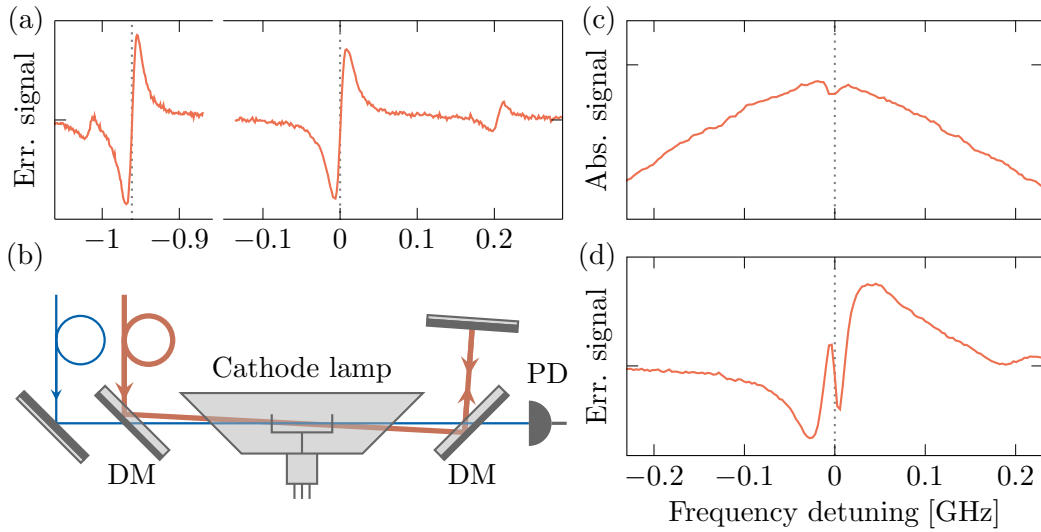 (a)
Err. signal
−1
−0.9
−0.1
0
0.1
0.2
(b)
Cathode lamp
PD
DM
DM
(c)
Abs. signal
(d)
Err. signal
−0.2
−0.1
0
0.1
0.2
Frequency detuning [GHz]